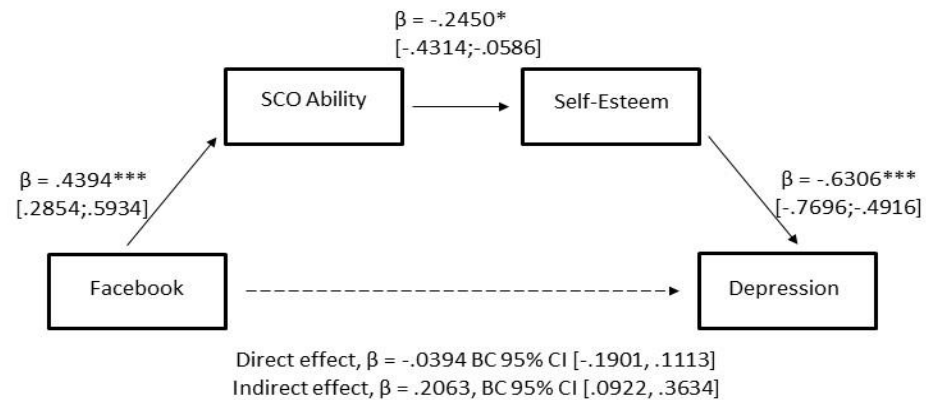 β = -.2450*
[-.4314;-.0586]
SCO Ability
Self-Esteem
β = .4394***
[.2854;.5934]
β = -.6306***
[-.7696;-.4916]
Facebook
Depression
Direct effect, β = -.0394 BC 95% CI [-.1901, .1113]
Indirect effect, β = .2063, BC 95% CI [.0922, .3634]